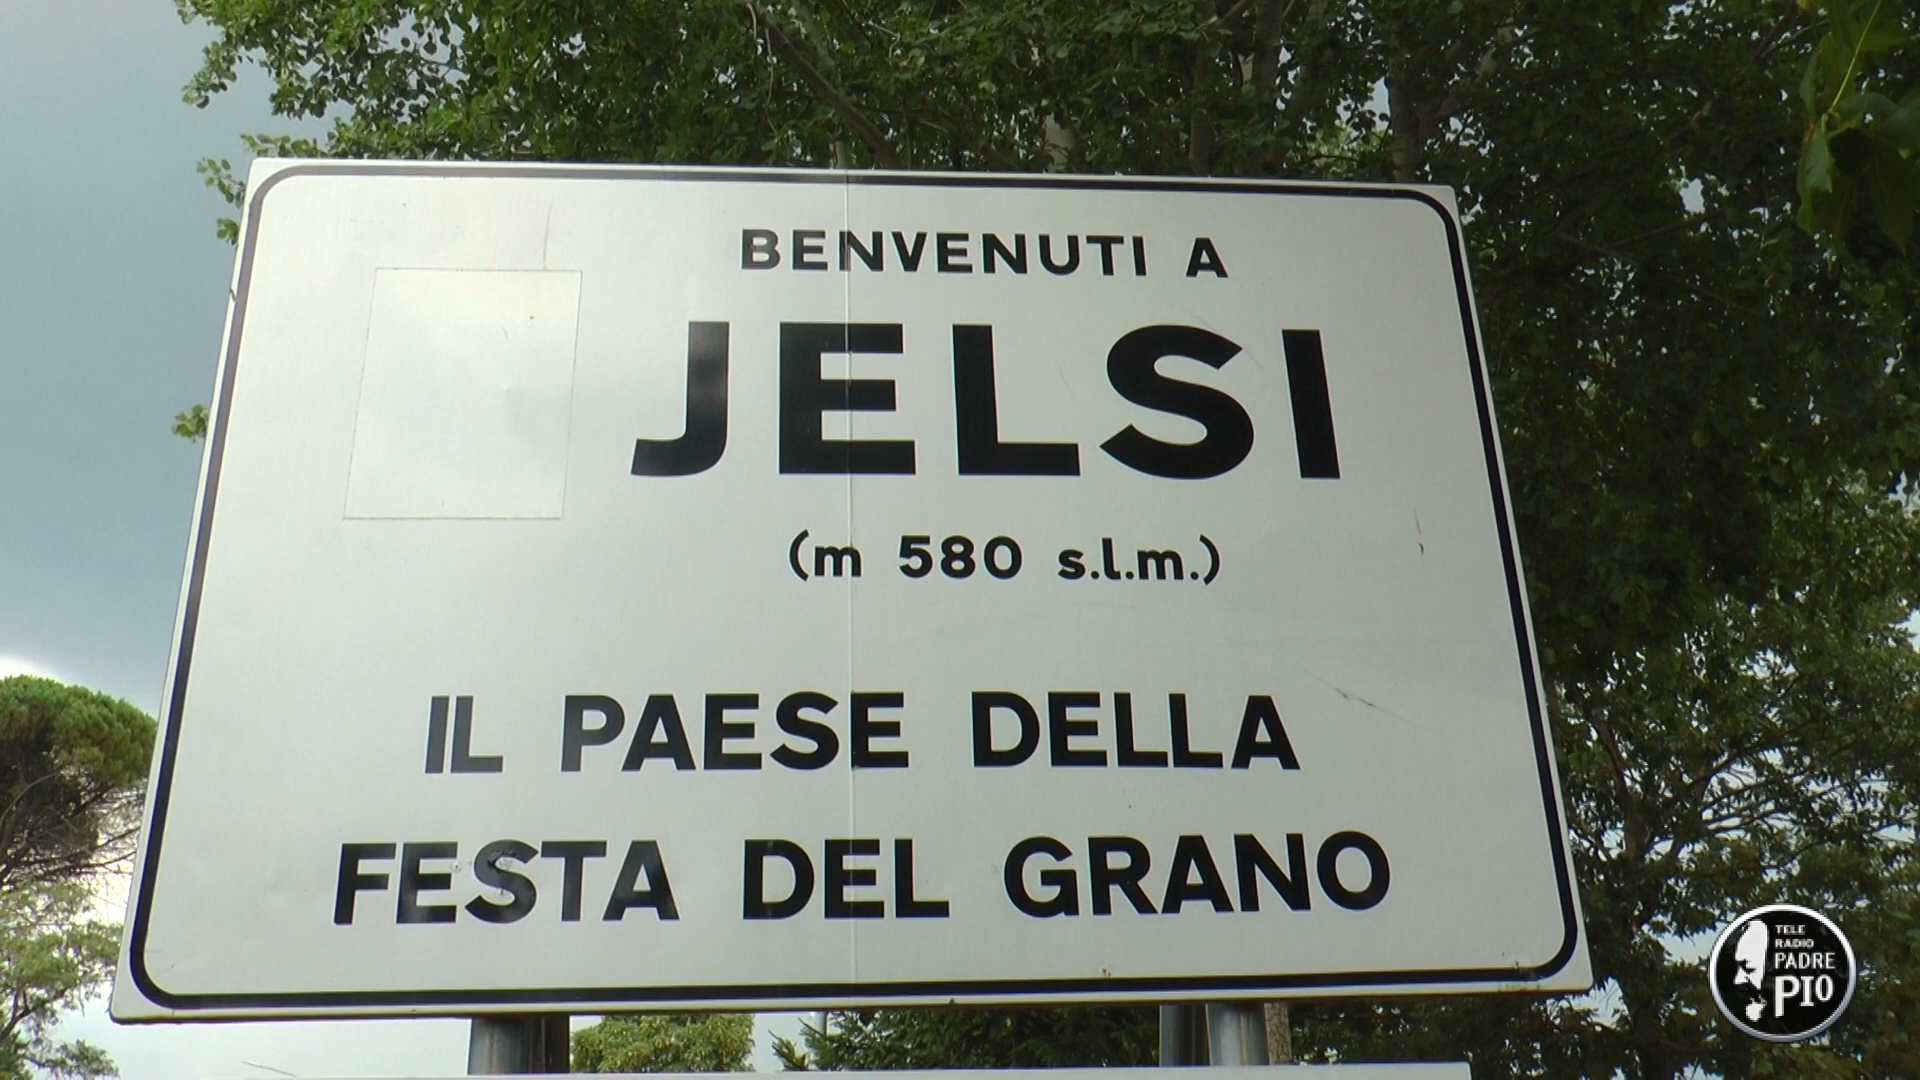 BENVENUTI A
JELSI
(m 580 s.l.m.)
IL PAESE DELLA
FESTA DEL GRANO
TELE
RADIO
PADRE
PIO